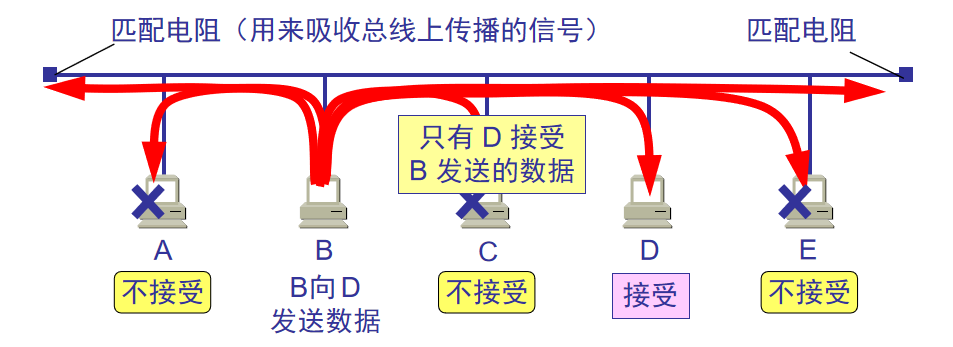 匹配电阻（用来吸收总线上传播的信号）
匹配电阻
只有 D 接受
B 发送的数据
A
B
C
D
E
不接受
B向 D
发送数据
不接受
接受
不接受